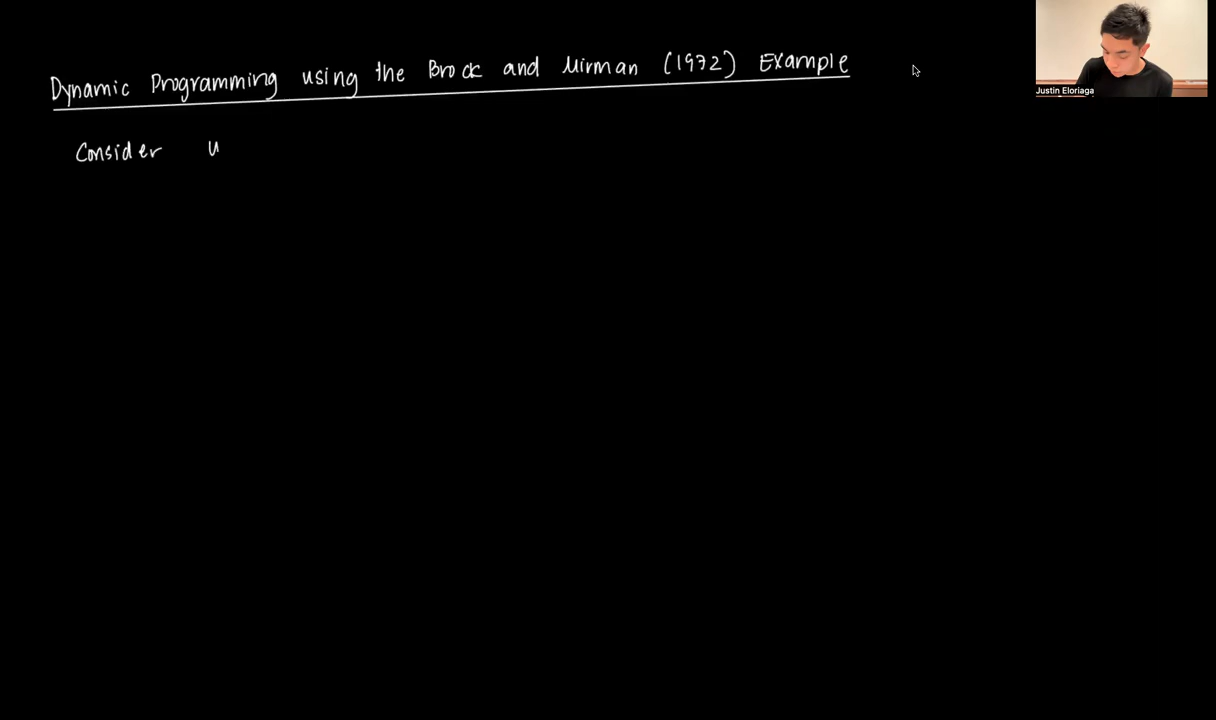 Dynamic Programming using the Brock and Mirman (1972) Example
Justin Eloriaga
Consider u